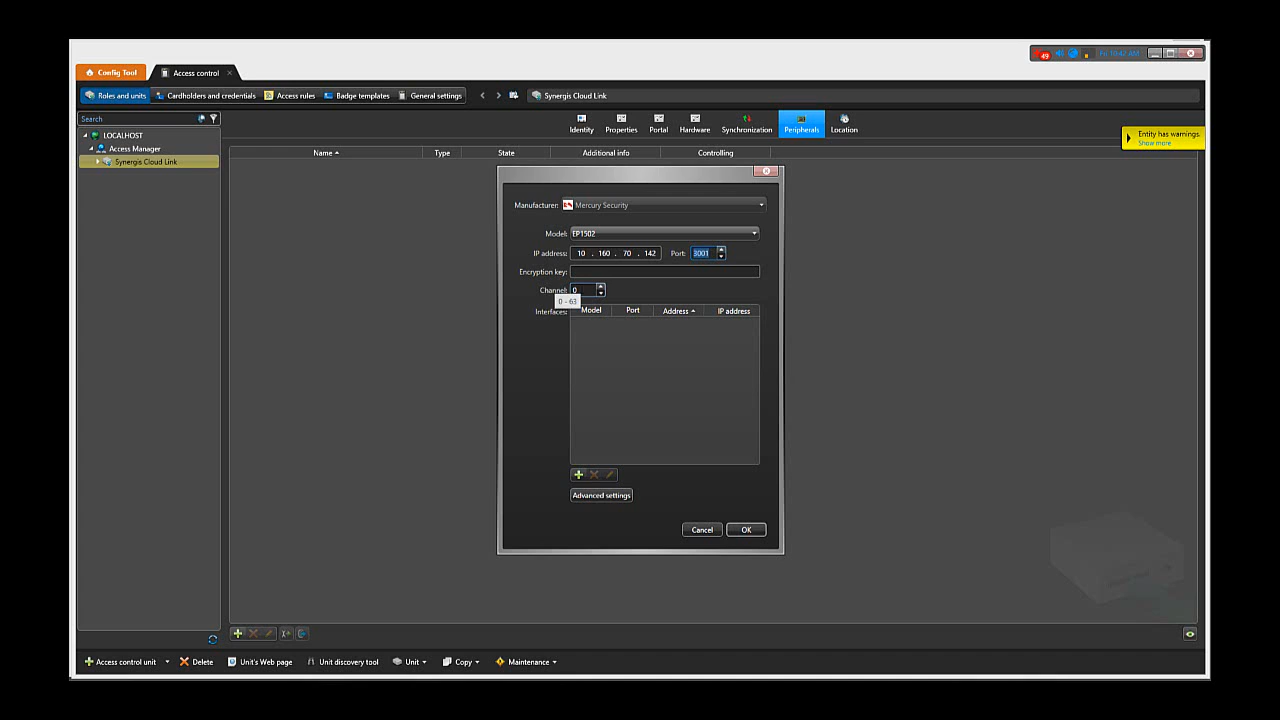 49
Fri 10:42 AM
Config Tool
Access control
Roles and units
Cardholders and credentials
Access rules
Badge templates
General settings
Synergis Cloud Link
Search
Identity
Properties
Portal
Hardware
Synchronization
Peripherals
Location
Entity has warnings.
Show more
LOCALHOST
Access Manager
Synergis Cloud Link
Name
Type
State
Additional info
Controlling
Manufacturer:
Mercury Security
Model:
EP1502
IP address:
10 . 160 . 70 . 142
Port:
3001
Encryption key:
Channel:
0
0 - 63
Interfaces:
Model
Port
Address
IP address
Advanced settings
Cancel
OK
Access control unit
Delete
Unit's Web page
Unit discovery tool
Unit
Copy
Maintenance